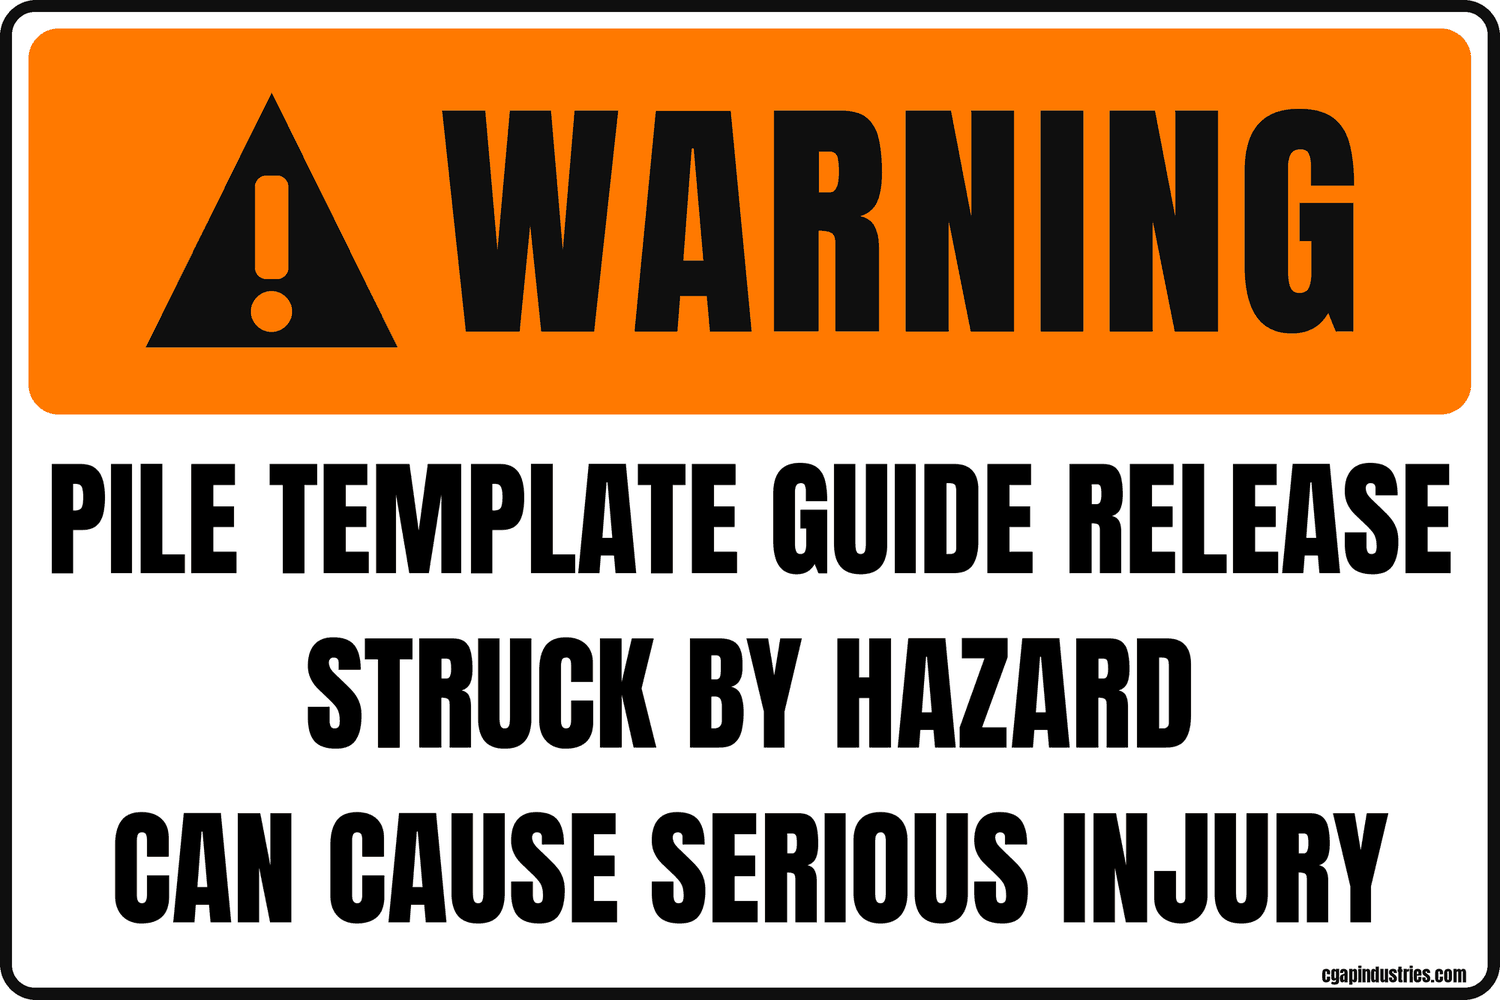 WARNING
PILE TEMPLATE GUIDE RELEASE
STRUCK BY HAZARD
CAN CAUSE SERIOUS INJURY
cgapindustries.com